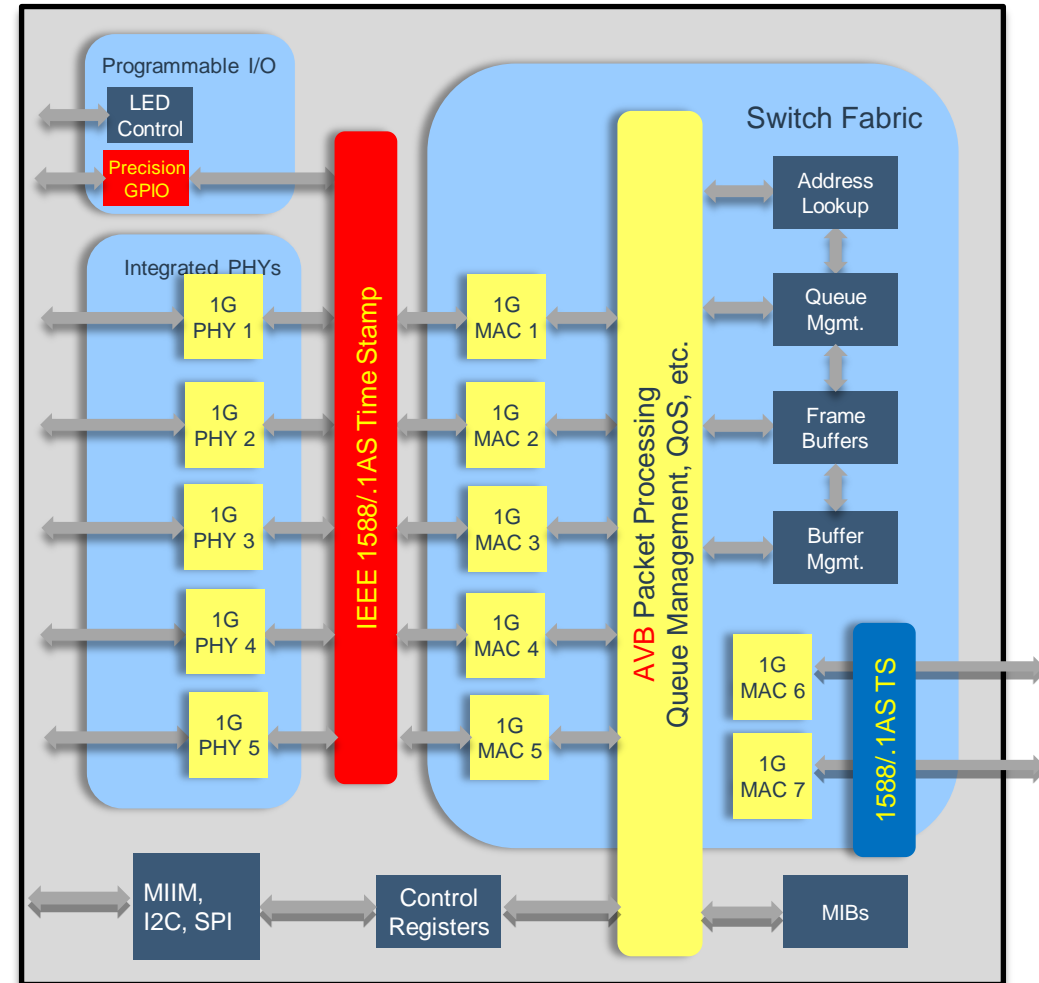 Programmable I/O
LED
Control
Precision
GPIO
Integrated PHYs
1G
PHY 1
1G
PHY 2
1G
PHY 3
1G
PHY 4
1G
PHY 5
IEEE 1588/.1AS Time Stamp
Switch Fabric
1G
MAC 1
1G
MAC 2
1G
MAC 3
1G
MAC 4
1G
MAC 5
AVB Packet Processing
Queue Management, QoS, etc.
Address
Lookup
Queue
Mgmt.
Frame
Buffers
Buffer
Mgmt.
1G
MAC 6
1G
MAC 7
1588/.1AS TS
MIIM,
I2C, SPI
Control
Registers
MIBs